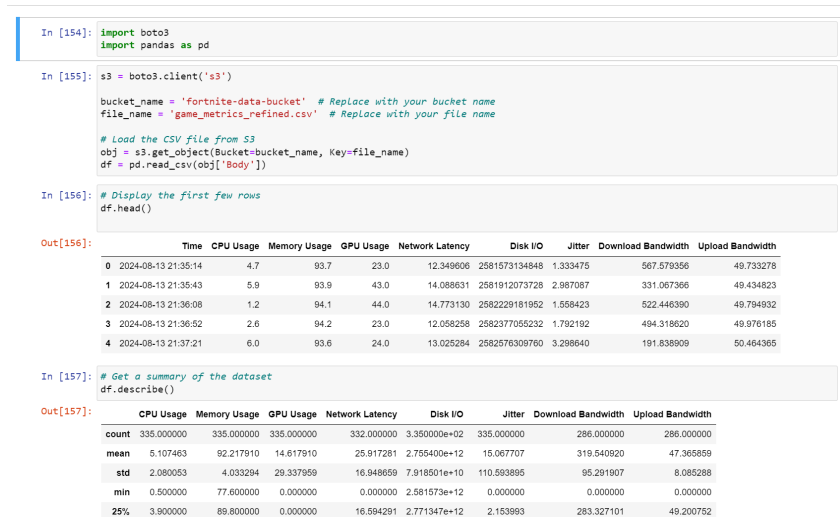 In [154]: import boto3
import pandas as pd
In [155]: s3 = boto3.client('s3')
bucket_name = 'fortnite-data-bucket' # Replace with your bucket name
file_name = 'game_metrics_refined.csv' # Replace with your file name
# Load the CSV file from S3
obj = s3.get_object(Bucket=bucket_name, Key=file_name)
df = pd.read_csv(obj['Body'])
In [156]: # Display the first few rows
df.head()
Out[156]: Time CPU Usage Memory Usage GPU Usage Network Latency Disk I/O Jitter Download Bandwidth Upload Bandwidth
0 2024-08-13 21:35:14 4.7 93.7 23.0 12.349606 2581573134848 1.333475 567.579356 49.733278
1 2024-08-13 21:35:43 5.9 93.9 43.0 14.088631 2581912073728 2.987087 331.067366 49.434823
2 2024-08-13 21:36:08 1.2 94.1 44.0 14.773130 2582229181952 1.558423 522.446390 49.794932
3 2024-08-13 21:36:52 2.6 94.2 23.0 12.058258 2582377055232 1.792192 494.318620 49.976185
4 2024-08-13 21:37:21 6.0 93.6 24.0 13.025284 2582576309760 3.298640 191.838909 50.464365
In [157]: # Get a summary of the dataset
df.describe()
Out[157]: CPU Usage Memory Usage GPU Usage Network Latency Disk I/O Jitter Download Bandwidth Upload Bandwidth
count 335.000000 335.000000 335.000000 332.000000 3.350000e+02 335.000000 286.000000 286.000000
mean 5.107463 92.217910 14.617910 25.917281 2.755400e+12 15.067707 319.540920 47.365859
std 2.080053 4.033294 29.337959 16.948659 7.918501e+10 110.593895 95.291907 8.085288
min 0.500000 77.600000 0.000000 0.000000 2.581573e+12 0.000000 0.000000 0.000000
25% 3.900000 89.800000 0.000000 16.594291 2.771347e+12 2.153993 283.327101 49.200752